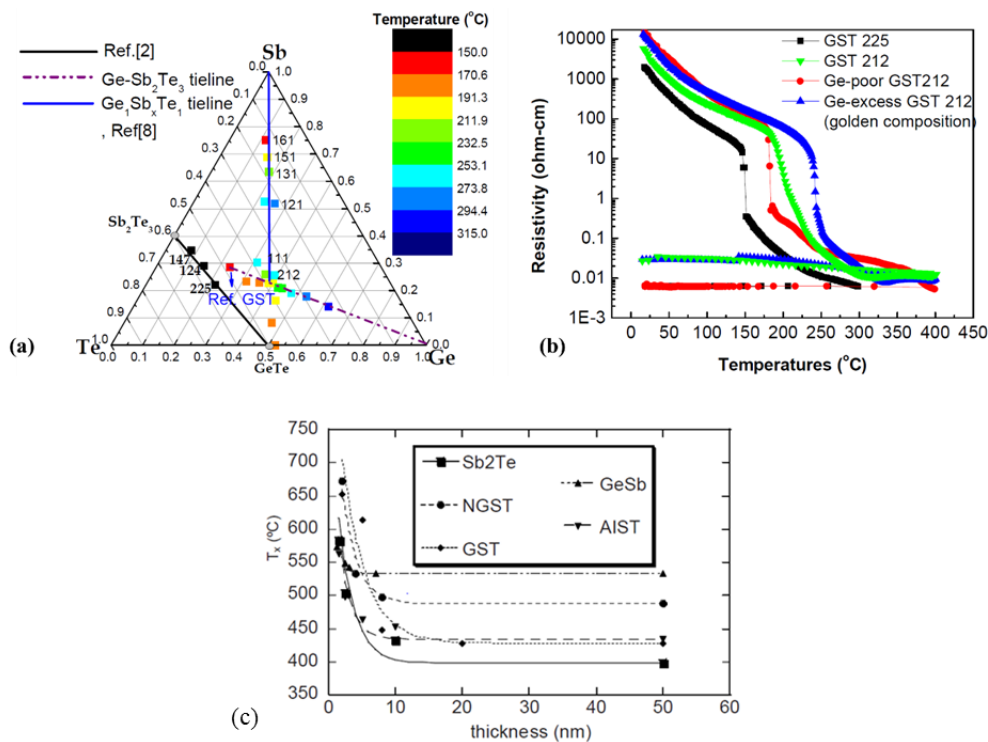 Temperature (°C)
(a)
Ref.[2]
Ge-Sb2Te3 tieline
Ge1SbxTe1 tieline
, Ref[8]
Sb
1.0
0.0
0.9
0.1
0.8
0.2
0.7
0.3
0.6
0.4
0.5
0.5
0.4
0.6
0.3
0.7
0.2
0.8
0.1
0.9
0.0
1.0
161
151
131
121
111
212
Sb2Te3
147
124
225
Ref GST
Te
Ge
GeTe
0.0 0.1 0.2 0.3 0.4 0.5 0.6 0.7 0.8 0.9 1.0
150.0
170.6
191.3
211.9
232.5
253.1
273.8
294.4
315.0
(b)
GST 225
GST 212
Ge-poor GST212
Ge-excess GST 212
(golden composition)
Resistivity (ohm-cm)
10000
1000
100
10
1
0.1
0.01
1E-3
0 50 100 150 200 250 300 350 400 450
Temperatures (°C)
(c)
Tx (ºC)
750
700
650
600
550
500
450
400
350
Sb2Te
NGST
GST
GeSb
AIST
0 10 20 30 40 50 60
thickness (nm)